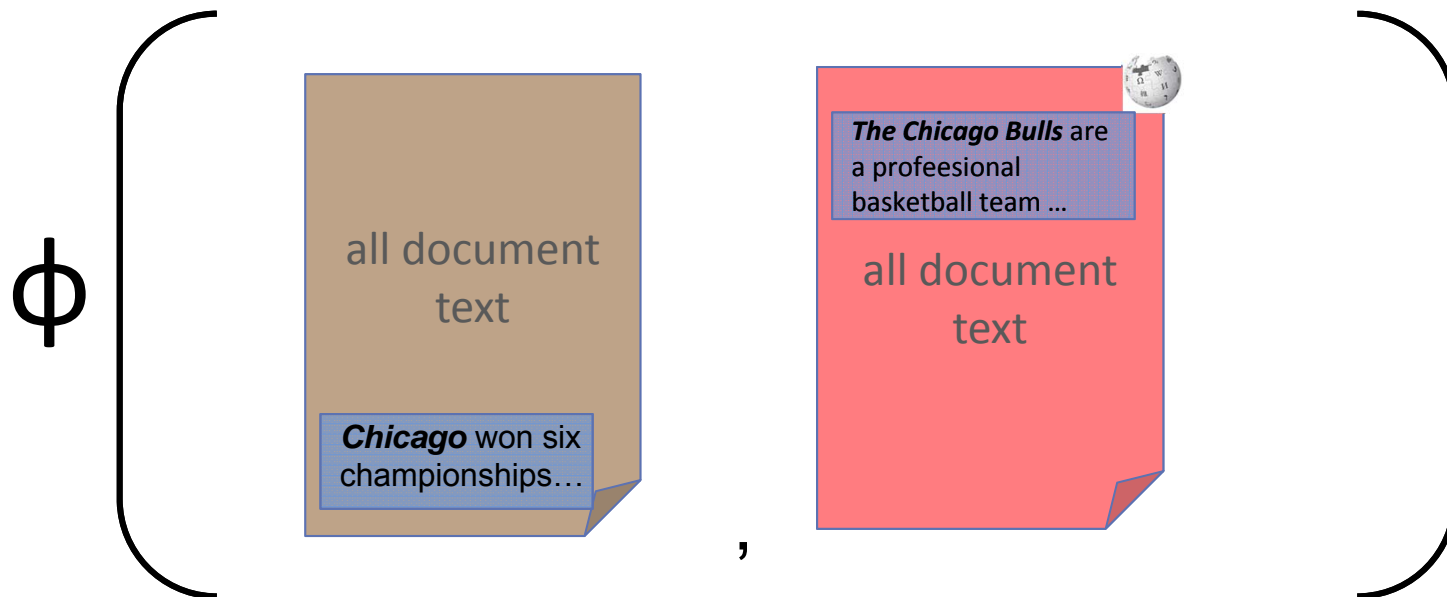 ϕ
all document
text
Chicago won six
championships…
,
The Chicago Bulls are
a profeesional
basketball team …
all document
text